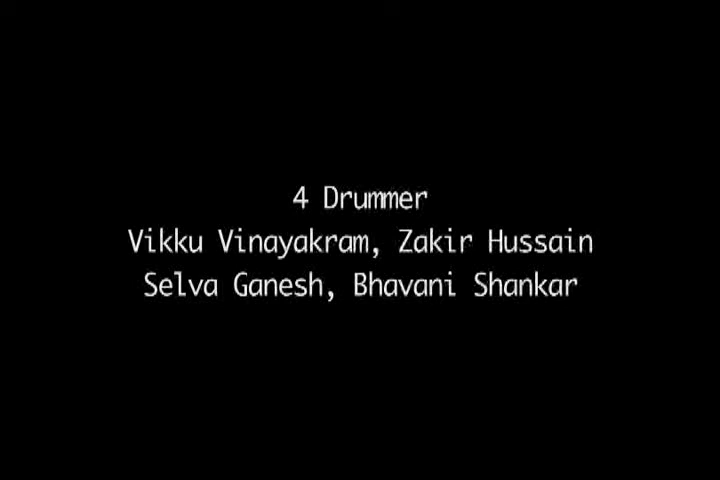 4 Drummer
Vikku Vinayakram, Zakir Hussain
Selva Ganesh, Bhavani Shankar